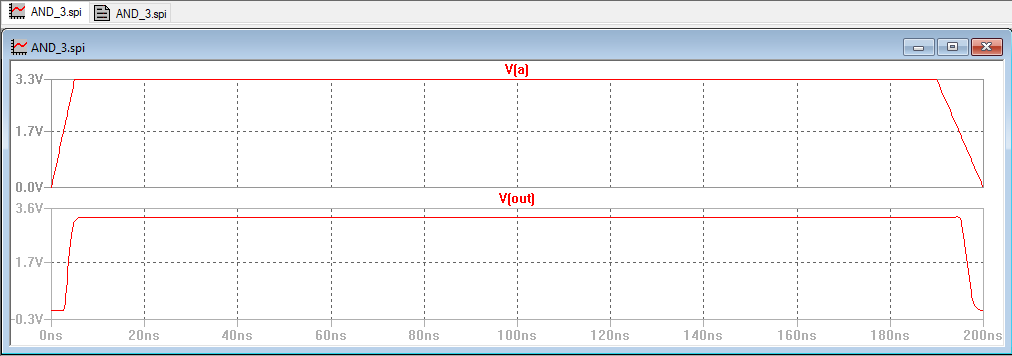 AND_3.spi AND_3.spi
AND_3.spi
V(a)
3.3V
1.7V
0.0V
V(out)
3.6V
1.7V
-0.3V
0ns 20ns 40ns 60ns 80ns 100ns 120ns 140ns 160ns 180ns 200ns